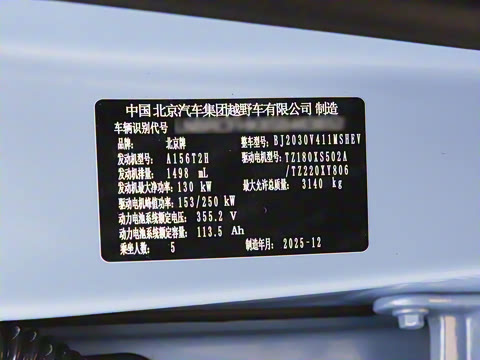 中国 北京汽车集团越野车有限公司 制造
车辆识别代号
品牌： 北京牌 整车型号： BJ2030V411MSHEV
发动机型号： A156T2H 驱动电机型号： TZ180XS502A
发动机排量： 1498 mL /TZ220XY806
发动机最大净功率： 130 kW 最大允许总质量： 3140 kg
驱动电机峰值功率： 153/250 kW
动力电池系统额定电压： 355.2 V
动力电池系统额定容量： 113.5 Ah
乘坐人数： 5 制造年月： 2025-12